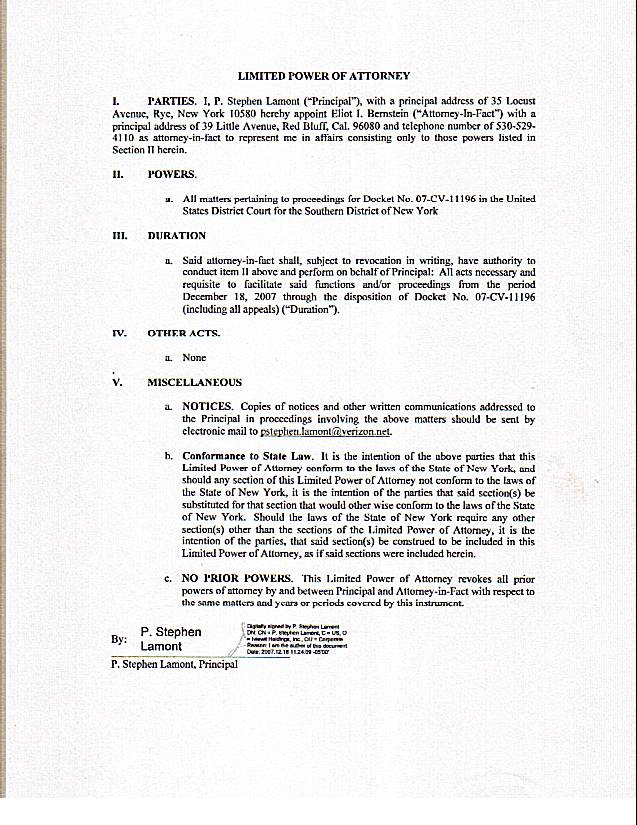 LIMITED POWER OF ATTORNEY
I. PARTIES. I, P. Stephen Lamont ("Principal"), with a principal address of 35 Locust
Avenue, Rye, New York 10580 hereby appoint Eliot I. Bernstein ("Attorney-In-Fact") with a
principal address of 39 Little Avenue, Red Bluff, Cal. 96080 and telephone number of 530-529-
4110 as attorney-in-fact to represent me in affairs consisting only to those powers listed in
Section II herein.
II. POWERS.
a. All matters pertaining to proceedings for Docket No. 07-CV-11196 in the United
States District Court for the Southern District of New York
III. DURATION
a. Said attorney-in-fact shall, subject to revocation in writing, have authority to
conduct item II above and perform on behalf of Principal: All acts necessary and
requisite to facilitate said functions and/or proceedings from the period
December 18, 2007 through the disposition of Docket No. 07-CV-11196
(including all appeals) ("Duration").
IV. OTHER ACTS.
a. None
V. MISCELLANEOUS
a. NOTICES. Copies of notices and other written communications addressed to
the Principal in proceedings involving the above matters should be sent by
electronic mail to pstephen.lamont@verizon.net.
b. Conformance to State Law. It is the intention of the above parties that this
Limited Power of Attorney conform to the laws of the State of New York, and
should any section of this Limited Power of Attorney not conform to the laws of
the State of New York, it is the intention of the parties that said section(s) be
substituted for that section that would other wise conform to the laws of the State
of New York. Should the laws of the State of New York require any other
section(s) other than the sections of the Limited Power of Attorney, it is the
intention of the parties, that said section(s) be construed to be included in this
Limited Power of Attorney, as if said sections were included herein.
c. NO PRIOR POWERS. This Limited Power of Attorney revokes all prior
powers of attorney by and between Principal and Attorney-in-Fact with respect to
the same matters and years or periods covered by this instrument.
By: P. Stephen
Lamont
Digitally signed by P. Stephen Lamont
DN: CN = P. Stephen Lamont, C = US, O
= Iviewit Holdings, Inc., OU = Corporate
Reason: I am the author of this document
Date: 2007.12.18 11:24:09 -05'00'
P. Stephen Lamont, Principal